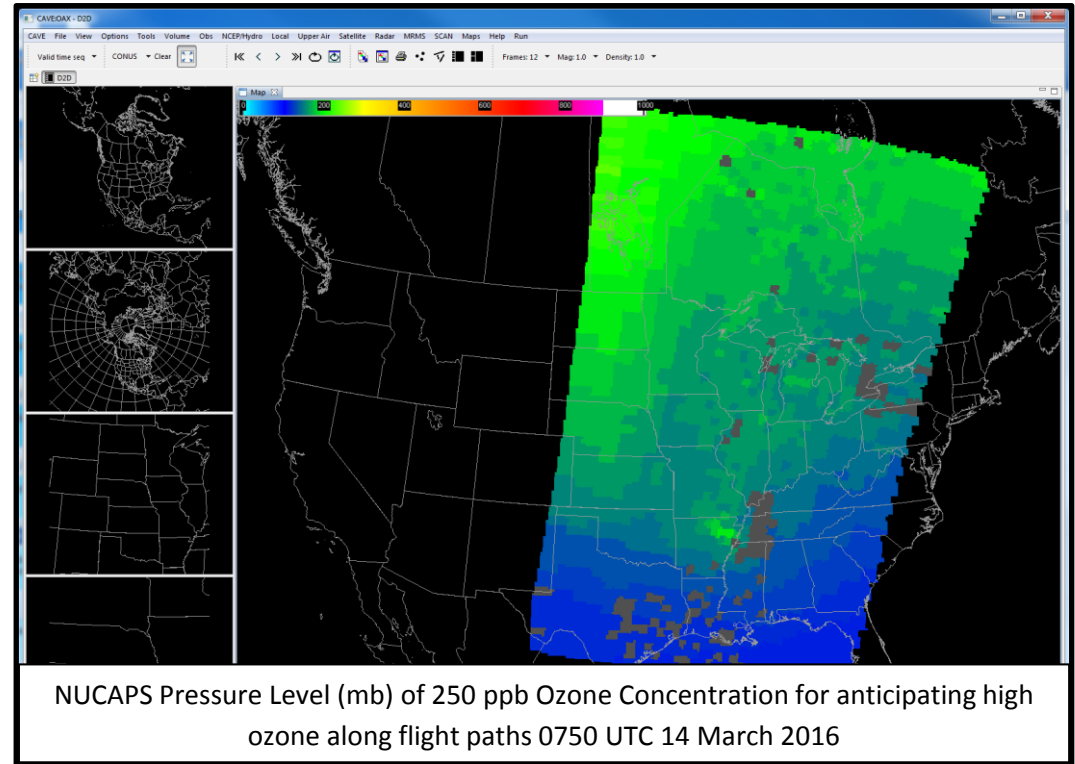 CAVE:OAX - D2D
CAVE File View Options Tools Volume Obs NCEP/Hydro Local Upper Air Satellite Radar MRMS SCAN Maps Help Run
Valid time seq CONUS Clear Frames: 12 Mag: 1.0 Density: 1.0
D2D
Map
0 200 400 600 800 1000
NUCAPS Pressure Level (mb) of 250 ppb Ozone Concentration for anticipating high
ozone along flight paths 0750 UTC 14 March 2016